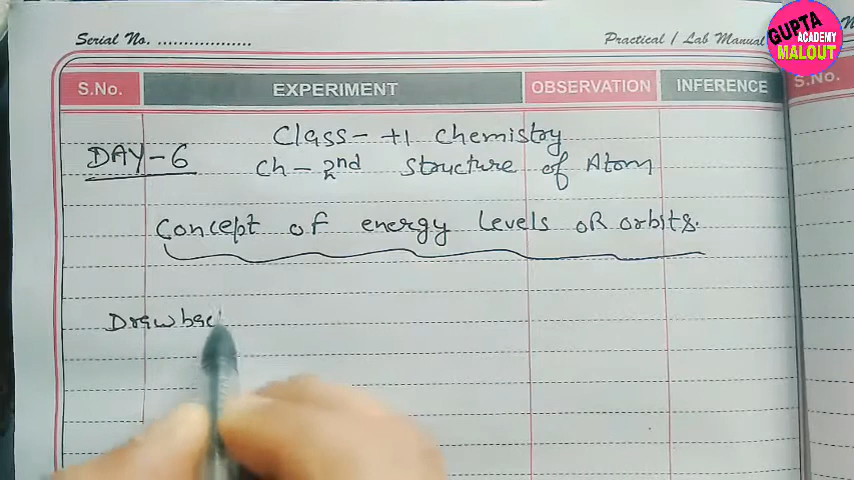 Serial No. ..................
Practical / Lab Manual
GUPTA
ACADEMY
MALOUT
S.No.
EXPERIMENT
OBSERVATION
INFERENCE
S.No.
Class- +1 Chemistry
DAY-6
Ch - 2nd Structure of Atom
Concept of energy levels OR orbits.
Drawbac